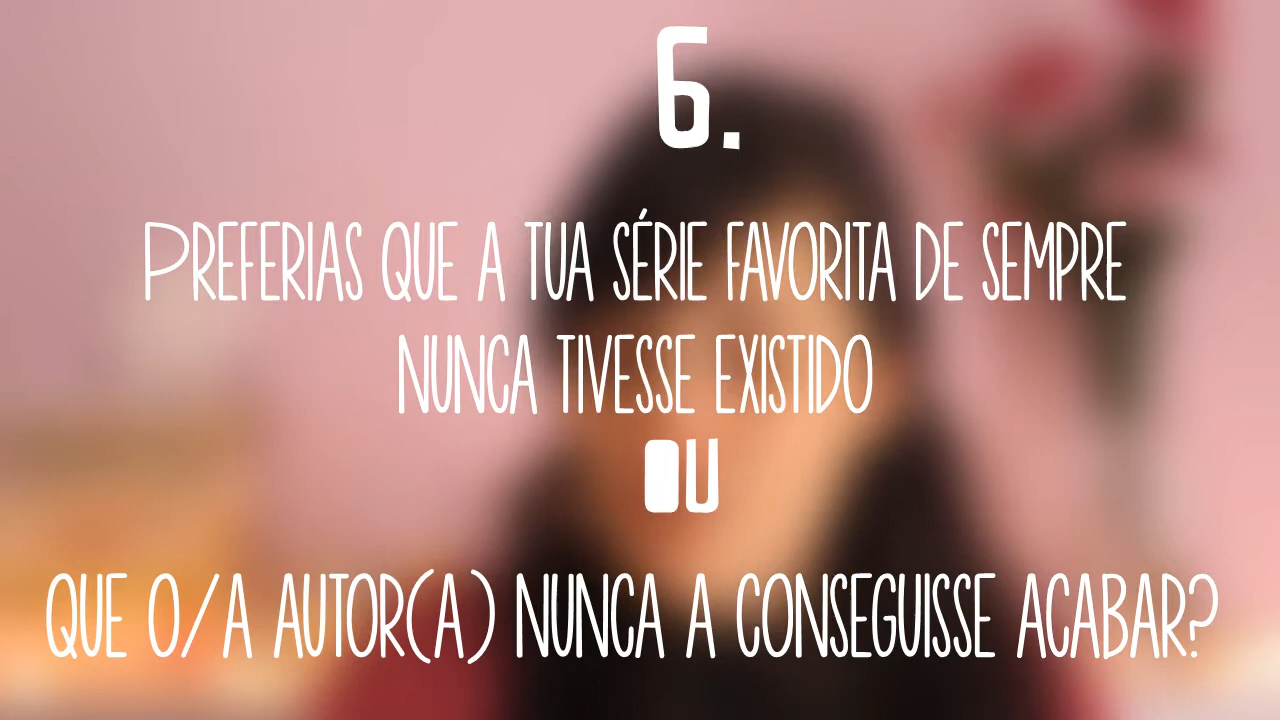 6.
PREFERIAS QUE A TUA SÉRIE FAVORITA DE SEMPRE
NUNCA TIVESSE EXISTIDO
OU
QUE O/A AUTOR(A) NUNCA A CONSEGUISSE ACABAR?